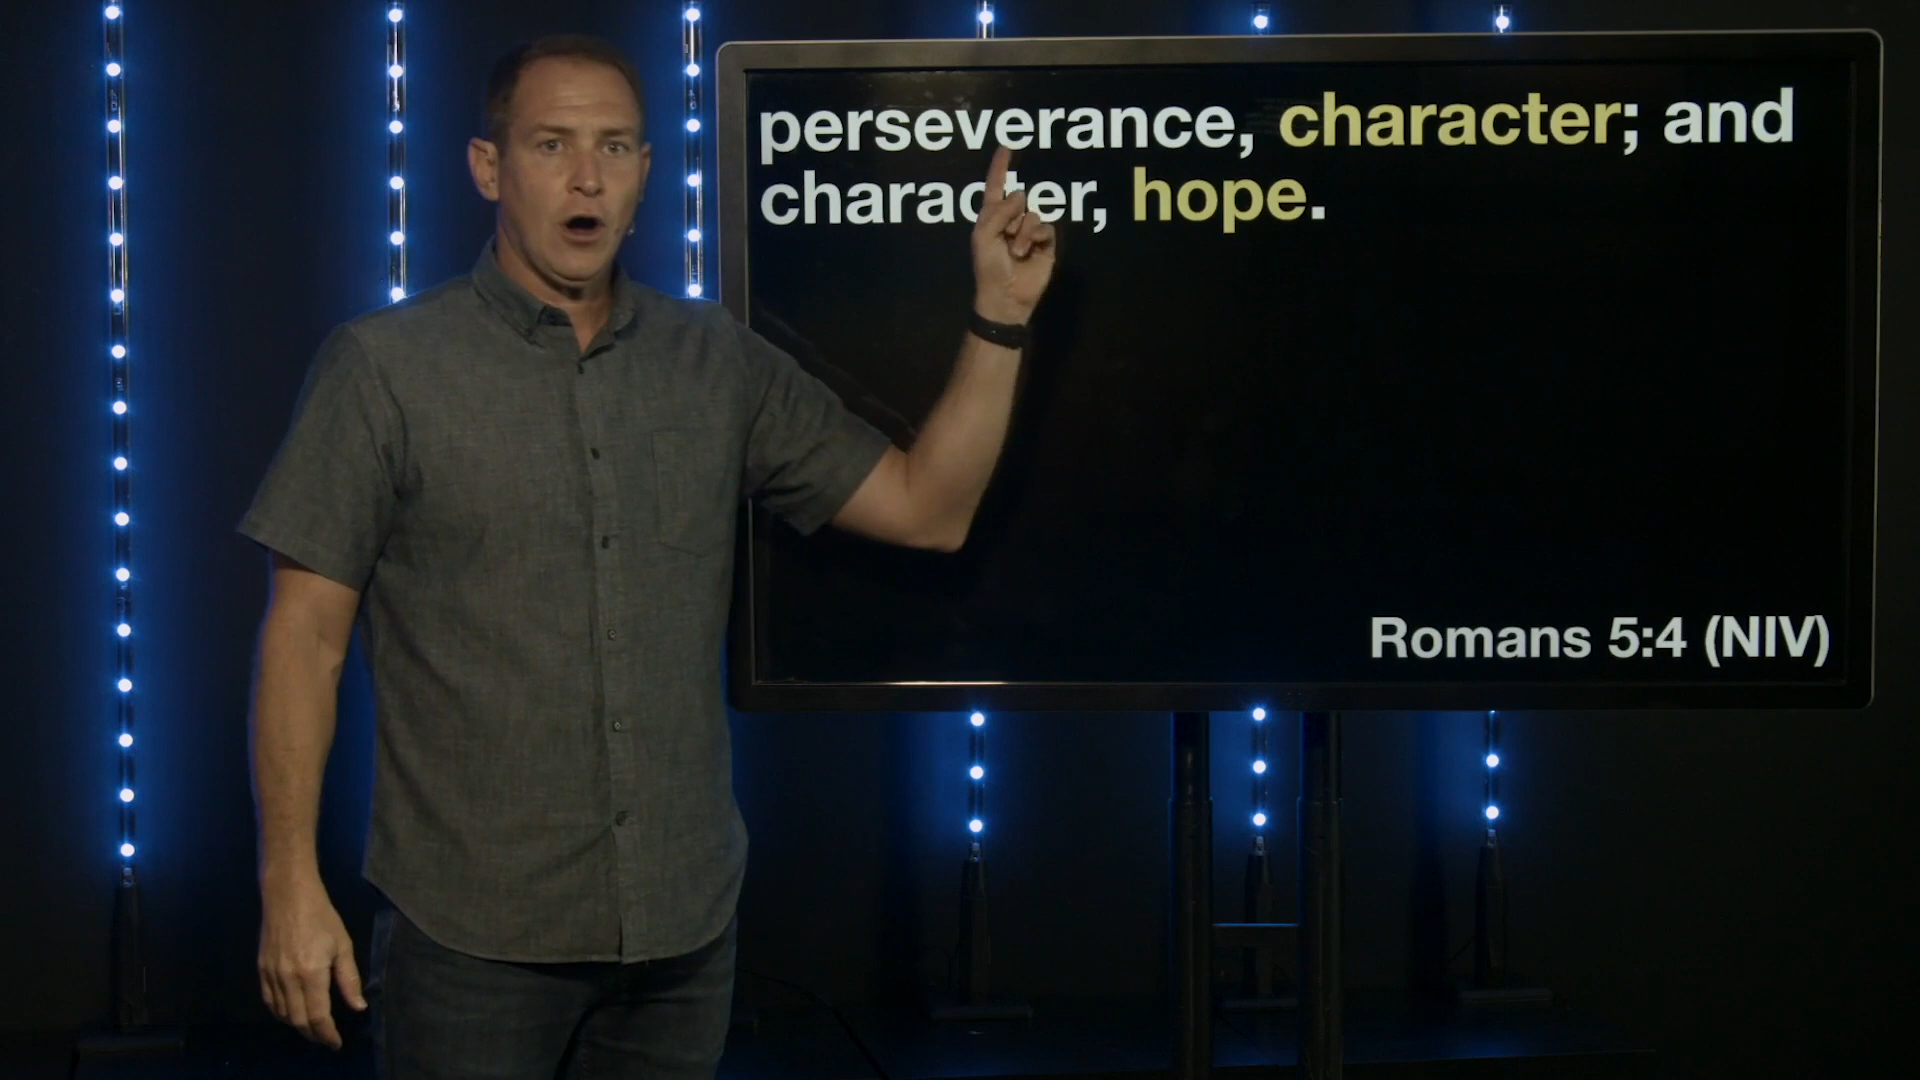 perseverance, character; and
character, hope.
Romans 5:4 (NIV)